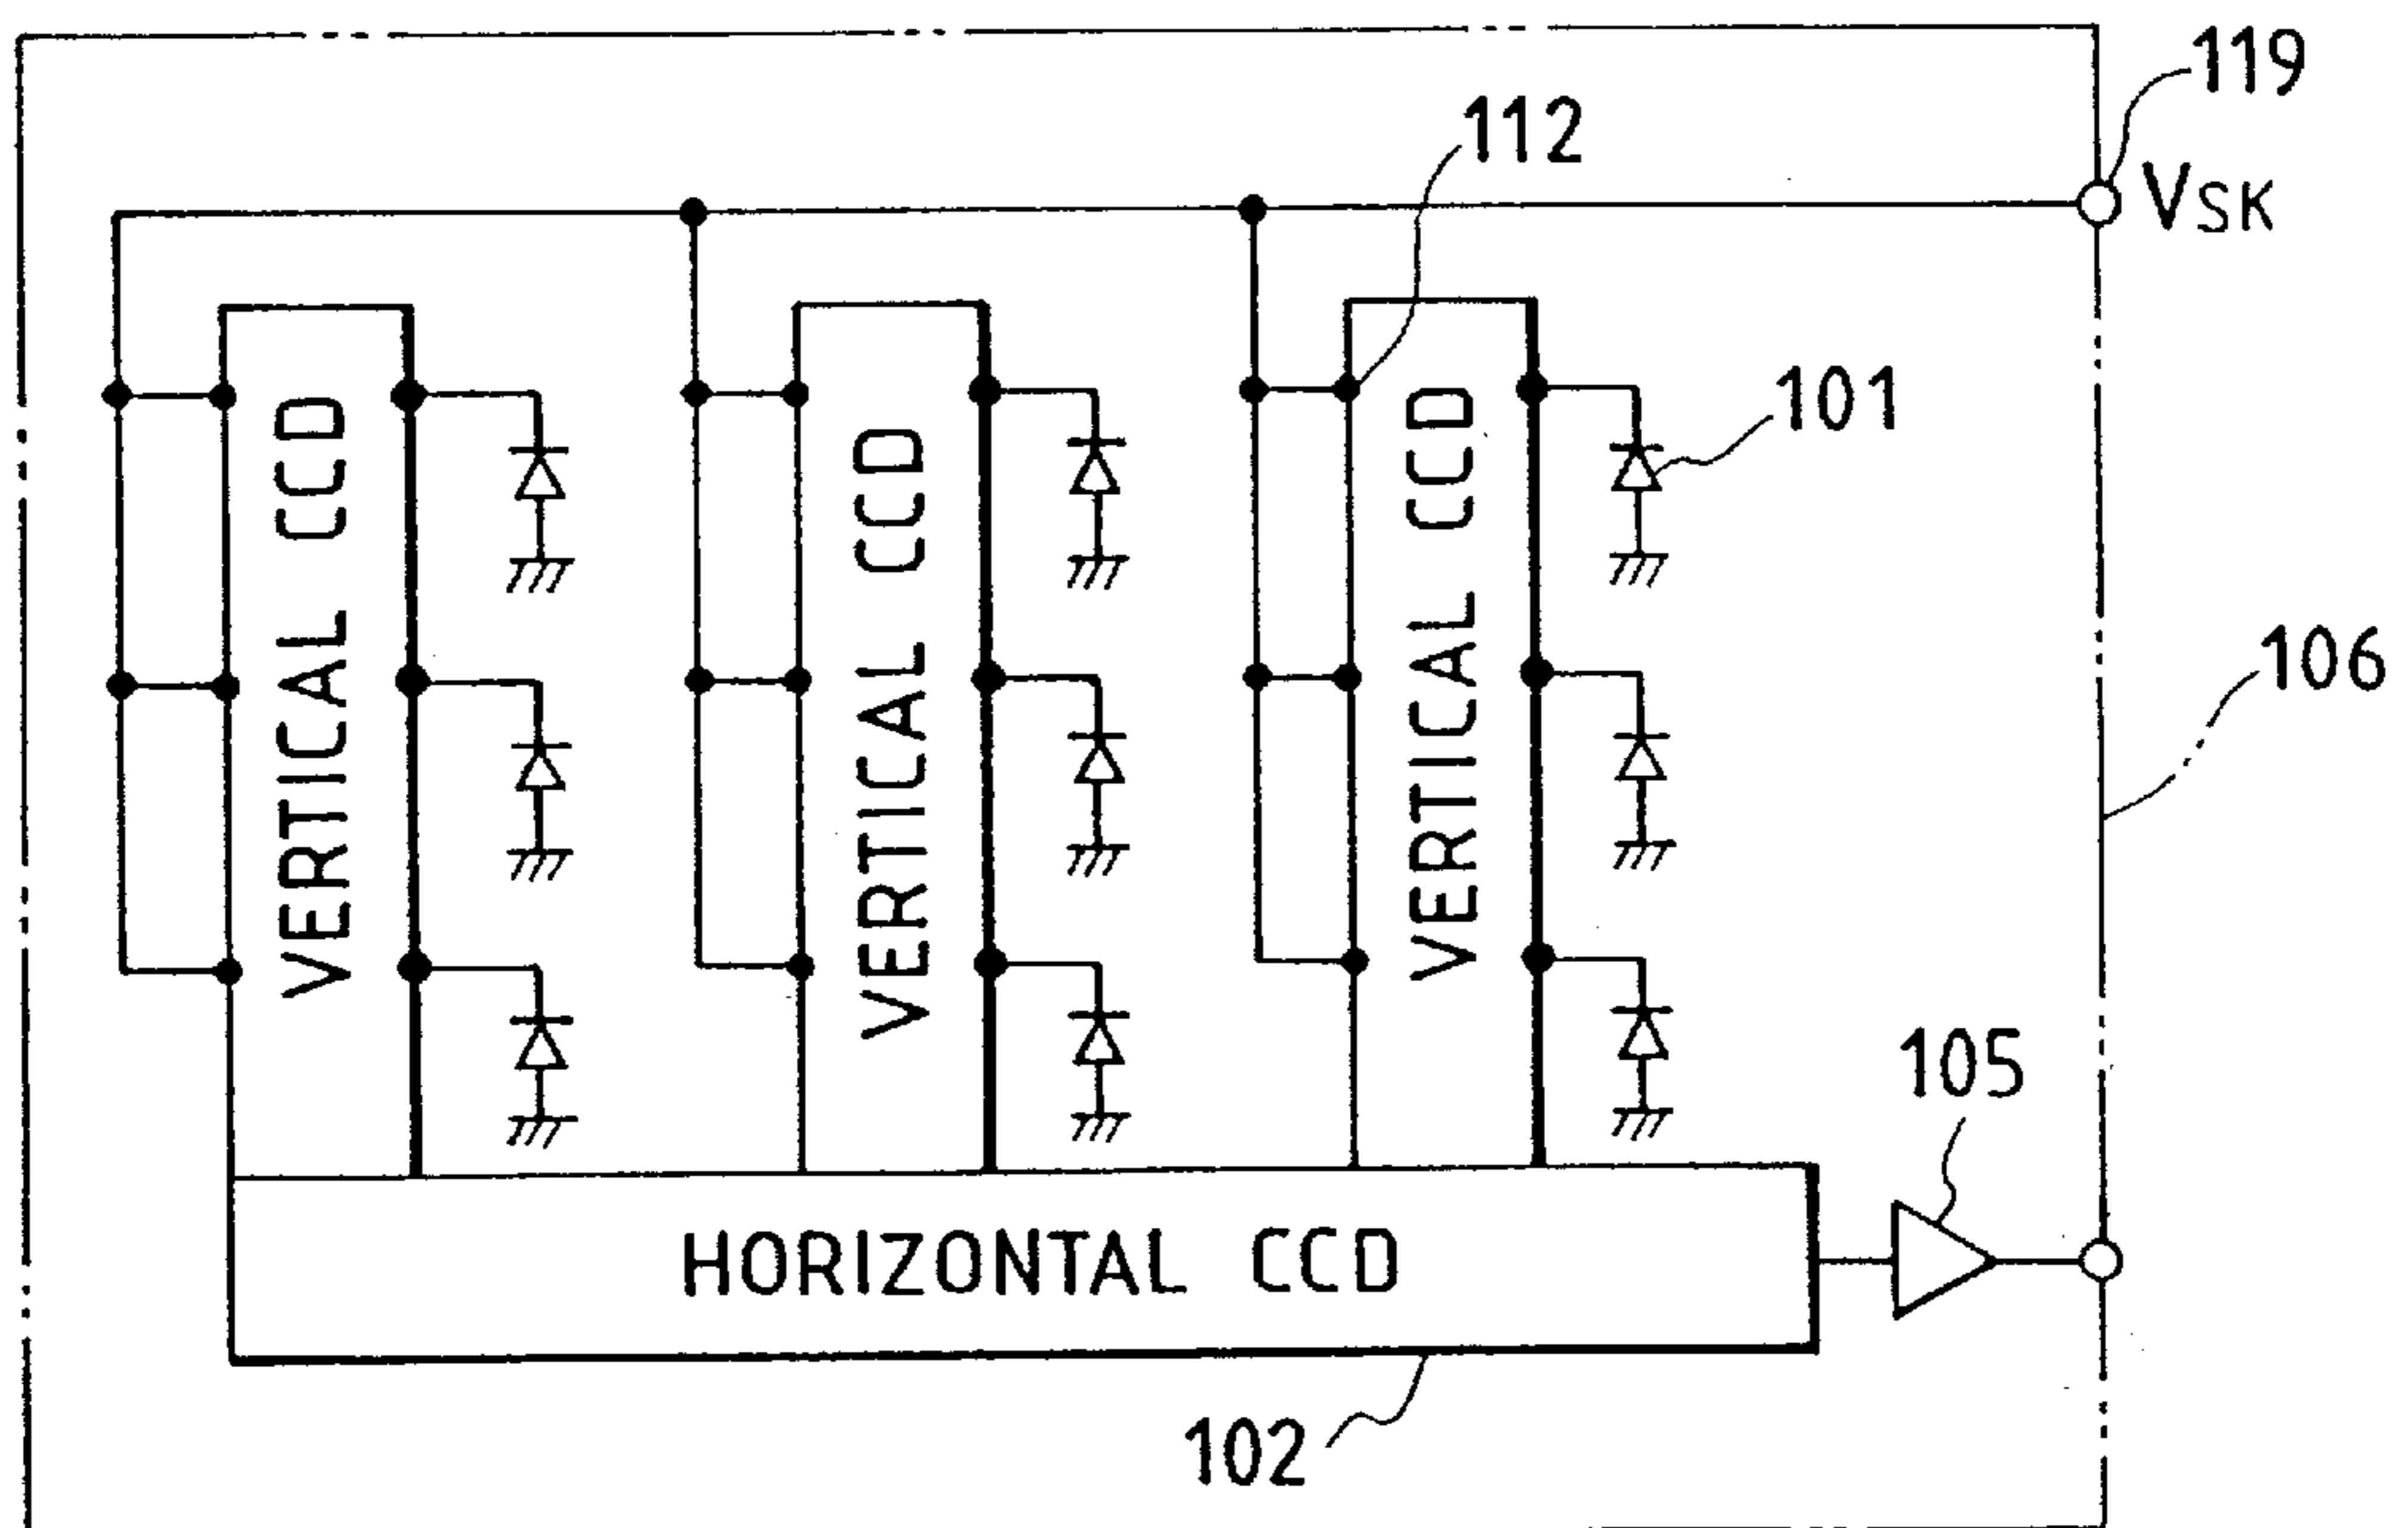 119
112
VSK
101
VERTICAL CCD
VERTICAL CCD
VERTICAL CCD
106
105
HORIZONTAL CCD
102